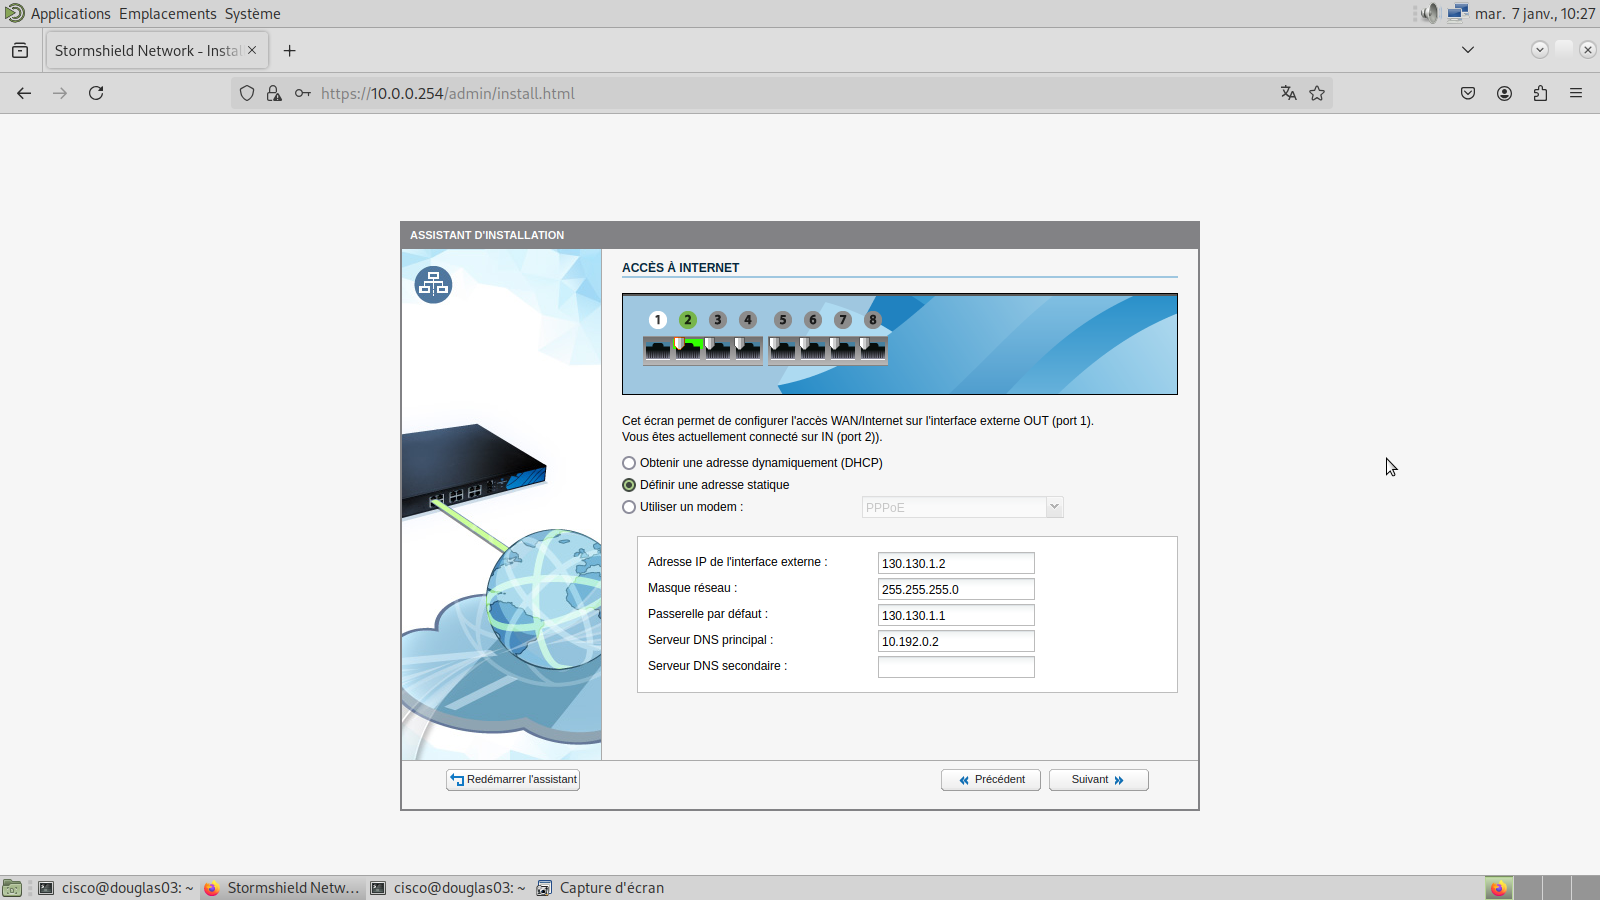 Applications Emplacements Système
mar. 7 janv., 10:27
Stormshield Network - Instal
https://10.0.0.254/admin/install.html
ASSISTANT D'INSTALLATION
ACCÈS À INTERNET
1 2 3 4 5 6 7 8
Cet écran permet de configurer l'accès WAN/Internet sur l'interface externe OUT (port 1).
Vous êtes actuellement connecté sur IN (port 2)).
Obtenir une adresse dynamiquement (DHCP)
Définir une adresse statique
Utiliser un modem : PPPoE
Adresse IP de l'interface externe : 130.130.1.2
Masque réseau : 255.255.255.0
Passerelle par défaut : 130.130.1.1
Serveur DNS principal : 10.192.0.2
Serveur DNS secondaire :
Redémarrer l'assistant
Précédent
Suivant
cisco@douglas03: ~
Stormshield Netw...
cisco@douglas03: ~
Capture d'écran